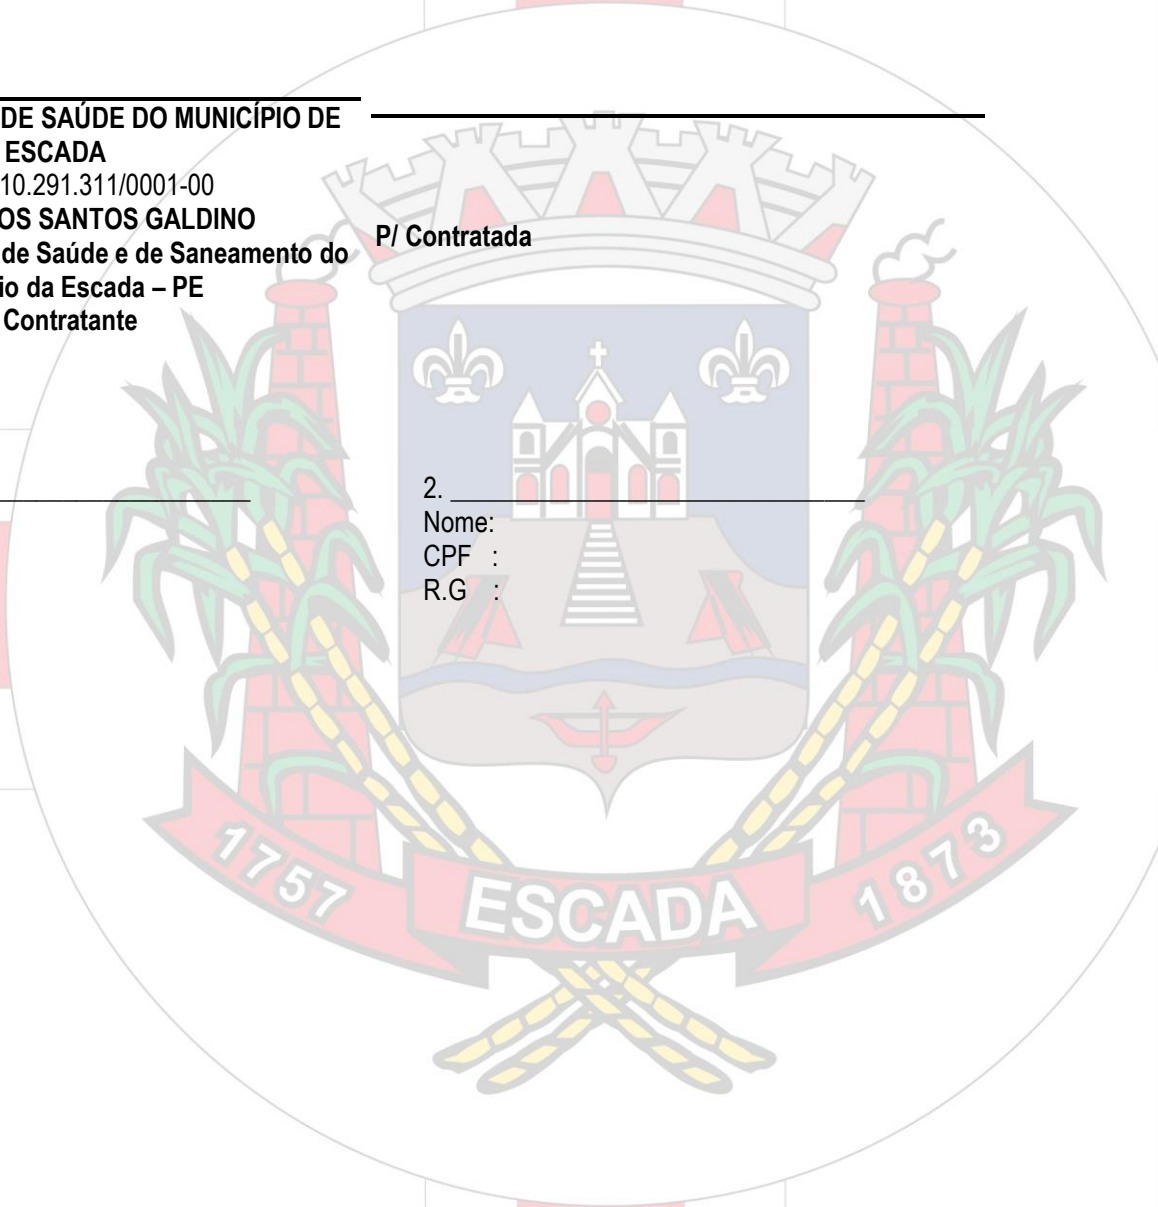 DE SAÚDE DO MUNICÍPIO DE
ESCADA
10.291.311/0001-00
OS SANTOS GALDINO
de Saúde e de Saneamento do
io da Escada – PE
Contratante
P/ Contratada
2. ______________________________
Nome:
CPF :
R.G :
1757
ESCADA
1873